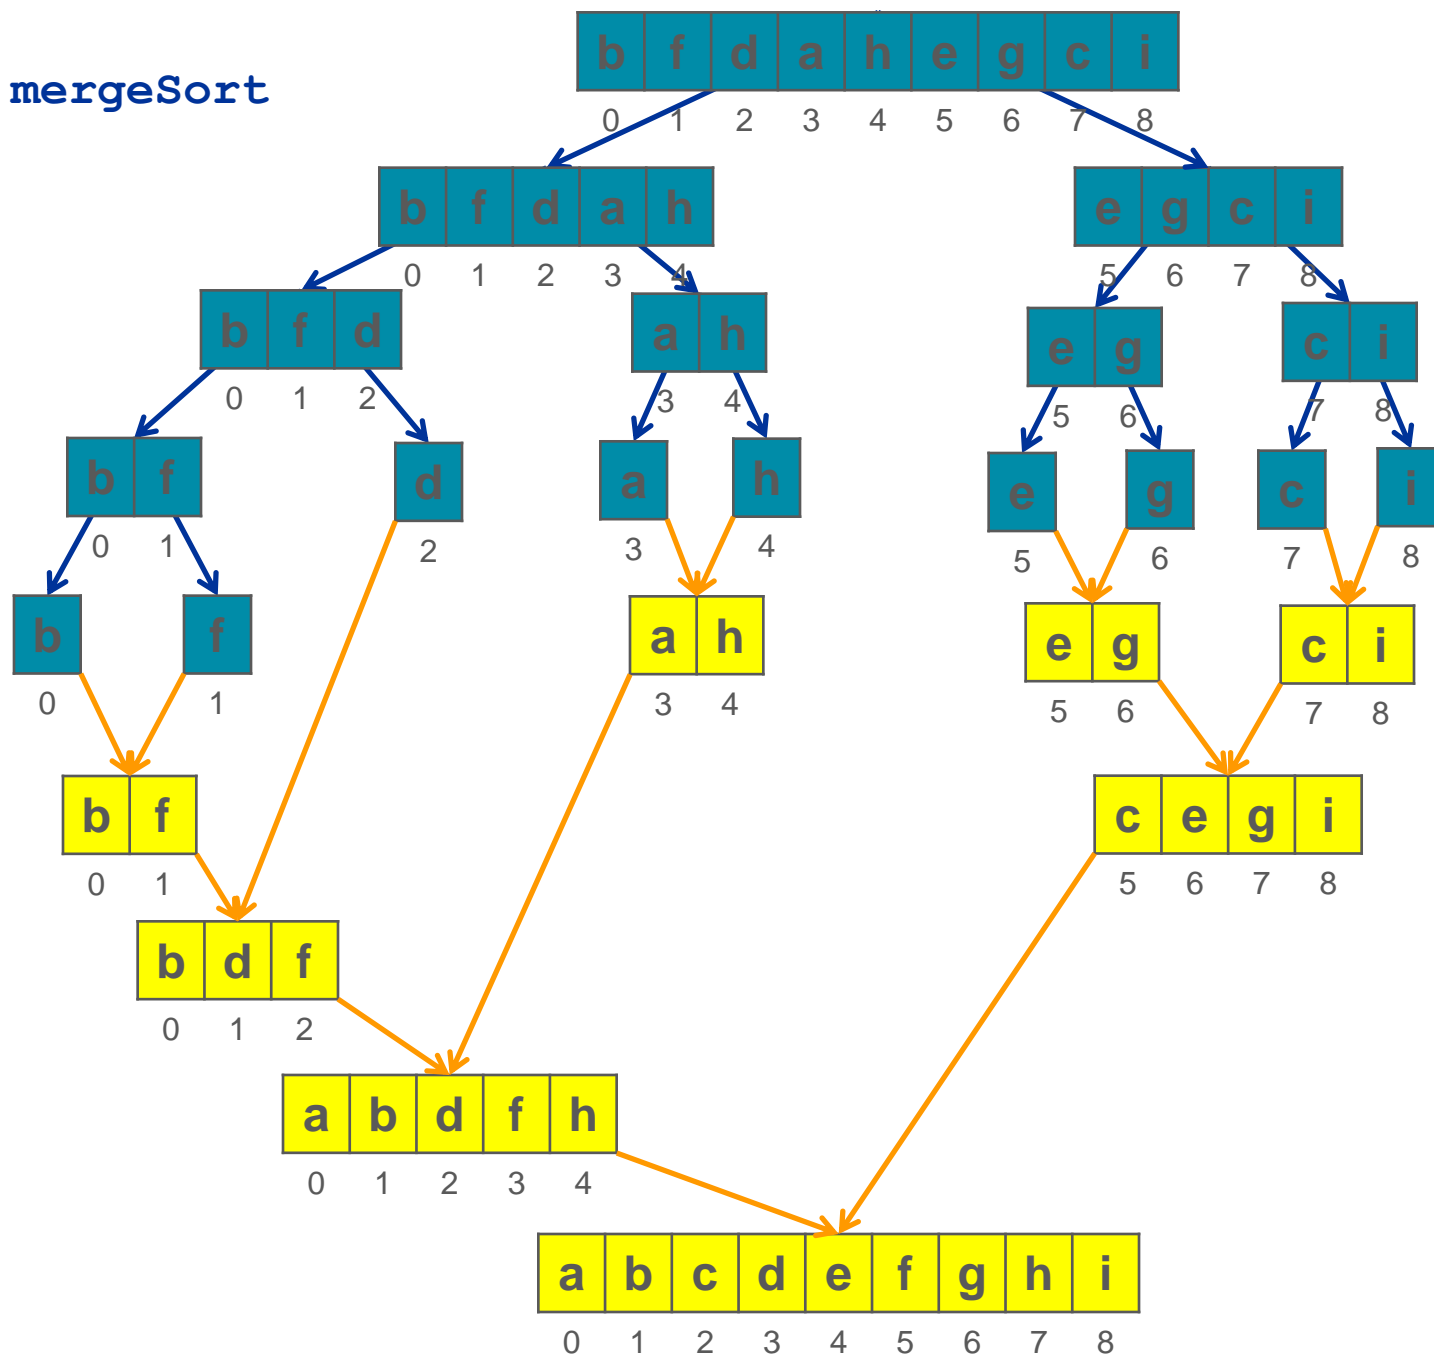 b f d a h e g c i
mergeSort
0 1 2 3 4 5 6 7 8
b f d a h
e g c i
0 1 2 3 4
5 6 7 8
b f d
a h
e g
c i
0 1 2
3 4
5 6
7 8
b f
d
a
h
e
g
c
i
0 1
2
3
4
5
6
7
8
b
f
a h
e g
c i
0
1
3 4
5 6
7 8
b f
c e g i
0 1
5 6 7 8
b d f
0 1 2
a b d f h
0 1 2 3 4
a b c d e f g h i
0 1 2 3 4 5 6 7 8